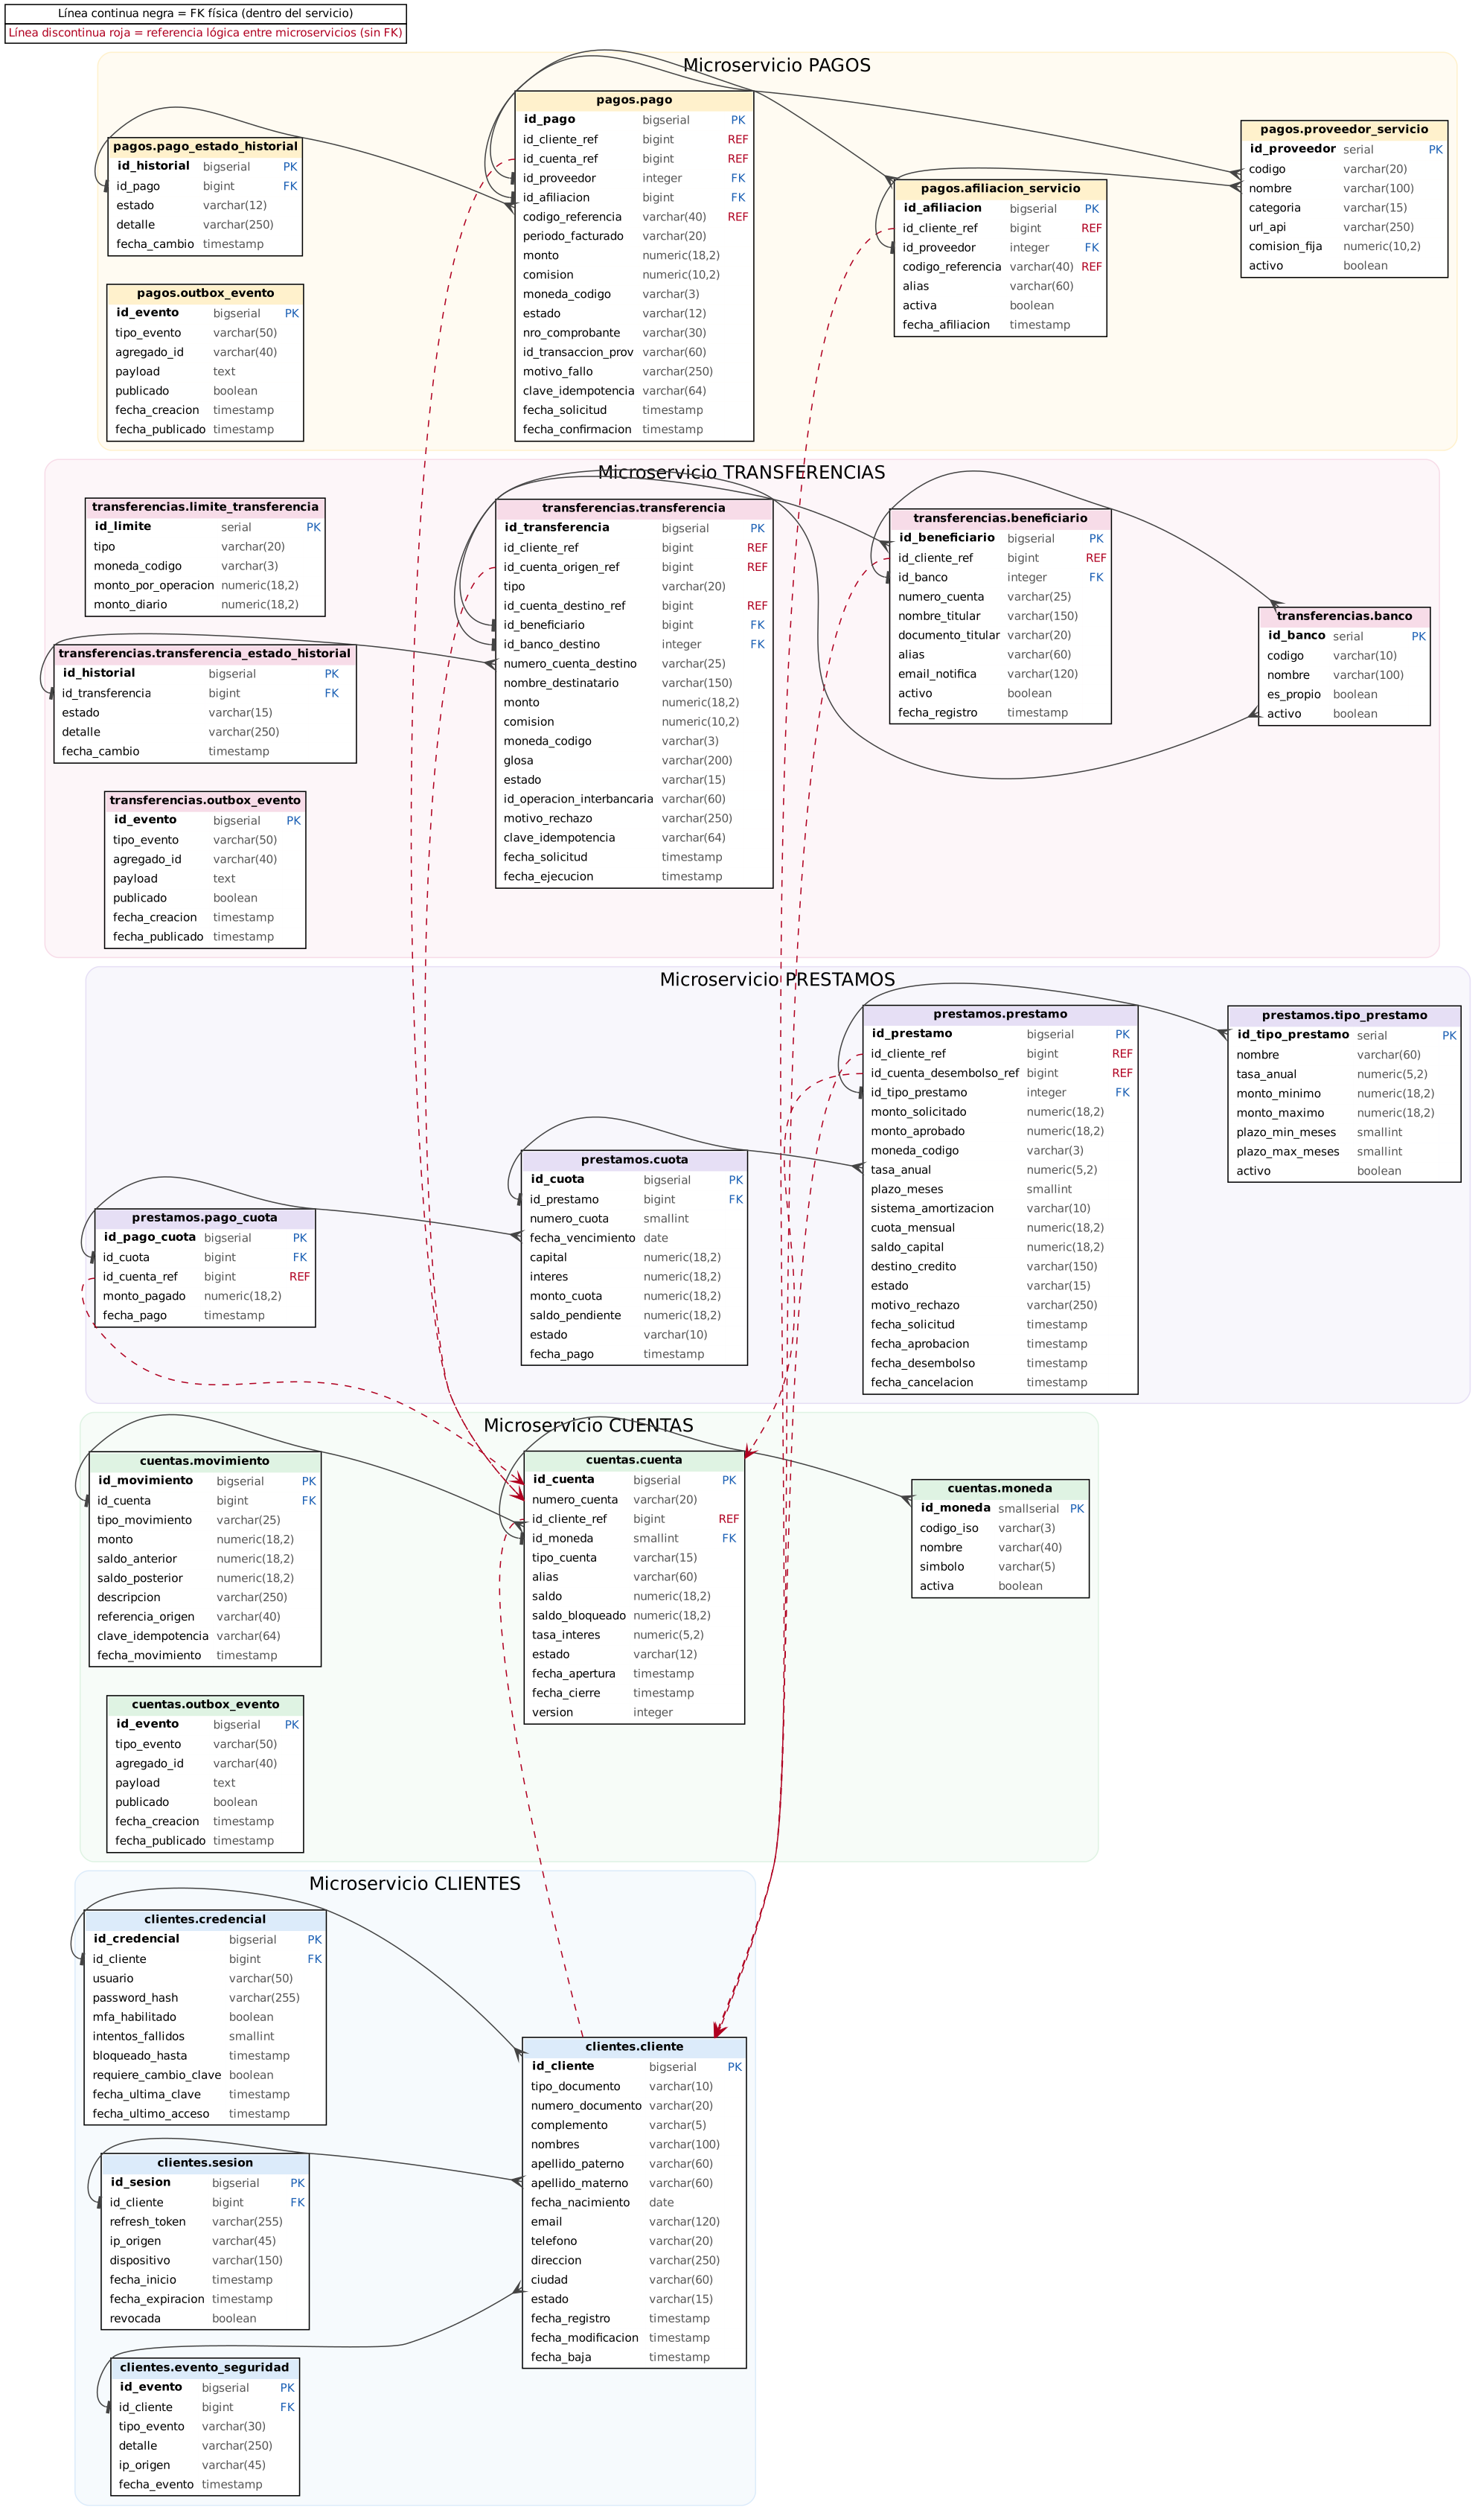 Línea continua negra = FK física (dentro del servicio)
Línea discontinua roja = referencia lógica entre microservicios (sin FK)
Microservicio PAGOS
pagos.pago_estado_historial
id_historial bigserial PK
id_pago bigint FK
estado varchar(12)
detalle varchar(250)
fecha_cambio timestamp
pagos.outbox_evento
id_evento bigserial PK
tipo_evento varchar(50)
agregado_id varchar(40)
payload text
publicado boolean
fecha_creacion timestamp
fecha_publicado timestamp
pagos.pago
id_pago bigserial PK
id_cliente_ref bigint REF
id_cuenta_ref bigint REF
id_proveedor integer FK
id_afiliacion bigint FK
codigo_referencia varchar(40) REF
periodo_facturado varchar(20)
monto numeric(18,2)
comision numeric(10,2)
moneda_codigo varchar(3)
estado varchar(12)
nro_comprobante varchar(30)
id_transaccion_prov varchar(60)
motivo_fallo varchar(250)
clave_idempotencia varchar(64)
fecha_solicitud timestamp
fecha_confirmacion timestamp
pagos.afiliacion_servicio
id_afiliacion bigserial PK
id_cliente_ref bigint REF
id_proveedor integer FK
codigo_referencia varchar(40) REF
alias varchar(60)
activa boolean
fecha_afiliacion timestamp
pagos.proveedor_servicio
id_proveedor serial PK
codigo varchar(20)
nombre varchar(100)
categoria varchar(15)
url_api varchar(250)
comision_fija numeric(10,2)
activo boolean
Microservicio TRANSFERENCIAS
transferencias.limite_transferencia
id_limite serial PK
tipo varchar(20)
moneda_codigo varchar(3)
monto_por_operacion numeric(18,2)
monto_diario numeric(18,2)
transferencias.transferencia_estado_historial
id_historial bigserial PK
id_transferencia bigint FK
estado varchar(15)
detalle varchar(250)
fecha_cambio timestamp
transferencias.outbox_evento
id_evento bigserial PK
tipo_evento varchar(50)
agregado_id varchar(40)
payload text
publicado boolean
fecha_creacion timestamp
fecha_publicado timestamp
transferencias.transferencia
id_transferencia bigserial PK
id_cliente_ref bigint REF
id_cuenta_origen_ref bigint REF
tipo varchar(20)
id_cuenta_destino_ref bigint REF
id_beneficiario bigint FK
id_banco_destino integer FK
numero_cuenta_destino varchar(25)
nombre_destinatario varchar(150)
monto numeric(18,2)
comision numeric(10,2)
moneda_codigo varchar(3)
glosa varchar(200)
estado varchar(15)
id_operacion_interbancaria varchar(60)
motivo_rechazo varchar(250)
clave_idempotencia varchar(64)
fecha_solicitud timestamp
fecha_ejecucion timestamp
transferencias.beneficiario
id_beneficiario bigserial PK
id_cliente_ref bigint REF
id_banco integer FK
numero_cuenta varchar(25)
nombre_titular varchar(150)
documento_titular varchar(20)
alias varchar(60)
email_notifica varchar(120)
activo boolean
fecha_registro timestamp
transferencias.banco
id_banco serial PK
codigo varchar(10)
nombre varchar(100)
es_propio boolean
activo boolean
Microservicio PRESTAMOS
prestamos.pago_cuota
id_pago_cuota bigserial PK
id_cuota bigint FK
id_cuenta_ref bigint REF
monto_pagado numeric(18,2)
fecha_pago timestamp
prestamos.cuota
id_cuota bigserial PK
id_prestamo bigint FK
numero_cuota smallint
fecha_vencimiento date
capital numeric(18,2)
interes numeric(18,2)
monto_cuota numeric(18,2)
saldo_pendiente numeric(18,2)
estado varchar(10)
fecha_pago timestamp
prestamos.prestamo
id_prestamo bigserial PK
id_cliente_ref bigint REF
id_cuenta_desembolso_ref bigint REF
id_tipo_prestamo integer FK
monto_solicitado numeric(18,2)
monto_aprobado numeric(18,2)
moneda_codigo varchar(3)
tasa_anual numeric(5,2)
plazo_meses smallint
sistema_amortizacion varchar(10)
cuota_mensual numeric(18,2)
saldo_capital numeric(18,2)
destino_credito varchar(150)
estado varchar(15)
motivo_rechazo varchar(250)
fecha_solicitud timestamp
fecha_aprobacion timestamp
fecha_desembolso timestamp
fecha_cancelacion timestamp
prestamos.tipo_prestamo
id_tipo_prestamo serial PK
nombre varchar(60)
tasa_anual numeric(5,2)
monto_minimo numeric(18,2)
monto_maximo numeric(18,2)
plazo_min_meses smallint
plazo_max_meses smallint
activo boolean
Microservicio CUENTAS
cuentas.movimiento
id_movimiento bigserial PK
id_cuenta bigint FK
tipo_movimiento varchar(25)
monto numeric(18,2)
saldo_anterior numeric(18,2)
saldo_posterior numeric(18,2)
descripcion varchar(250)
referencia_origen varchar(40)
clave_idempotencia varchar(64)
fecha_movimiento timestamp
cuentas.outbox_evento
id_evento bigserial PK
tipo_evento varchar(50)
agregado_id varchar(40)
payload text
publicado boolean
fecha_creacion timestamp
fecha_publicado timestamp
cuentas.cuenta
id_cuenta bigserial PK
numero_cuenta varchar(20)
id_cliente_ref bigint REF
id_moneda smallint FK
tipo_cuenta varchar(15)
alias varchar(60)
saldo numeric(18,2)
saldo_bloqueado numeric(18,2)
tasa_interes numeric(5,2)
estado varchar(12)
fecha_apertura timestamp
fecha_cierre timestamp
version integer
cuentas.moneda
id_moneda smallserial PK
codigo_iso varchar(3)
nombre varchar(40)
simbolo varchar(5)
activa boolean
Microservicio CLIENTES
clientes.credencial
id_credencial bigserial PK
id_cliente bigint FK
usuario varchar(50)
password_hash varchar(255)
mfa_habilitado boolean
intentos_fallidos smallint
bloqueado_hasta timestamp
requiere_cambio_clave boolean
fecha_ultima_clave timestamp
fecha_ultimo_acceso timestamp
clientes.sesion
id_sesion bigserial PK
id_cliente bigint FK
refresh_token varchar(255)
ip_origen varchar(45)
dispositivo varchar(150)
fecha_inicio timestamp
fecha_expiracion timestamp
revocada boolean
clientes.evento_seguridad
id_evento bigserial PK
id_cliente bigint FK
tipo_evento varchar(30)
detalle varchar(250)
ip_origen varchar(45)
fecha_evento timestamp
clientes.cliente
id_cliente bigserial PK
tipo_documento varchar(10)
numero_documento varchar(20)
complemento varchar(5)
nombres varchar(100)
apellido_paterno varchar(60)
apellido_materno varchar(60)
fecha_nacimiento date
email varchar(120)
telefono varchar(20)
direccion varchar(250)
ciudad varchar(60)
estado varchar(15)
fecha_registro timestamp
fecha_modificacion timestamp
fecha_baja timestamp